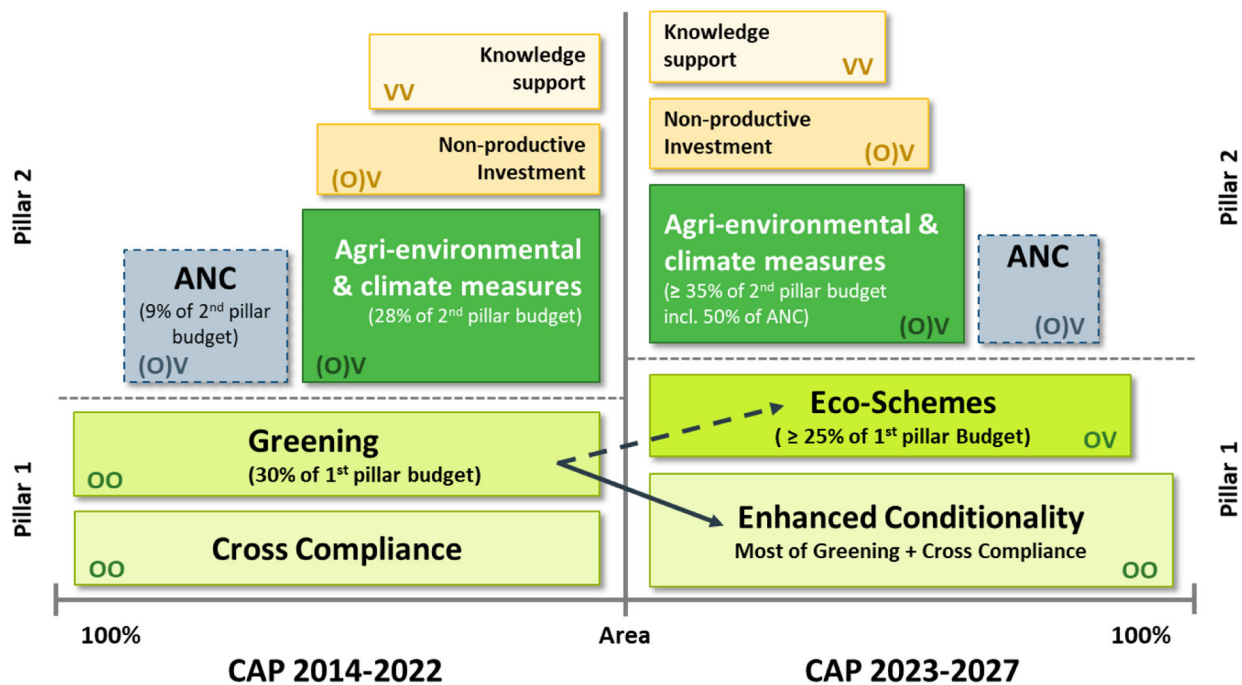 Pillar 2
Knowledge
support
VV
Non-productive
Investment
(O)V
ANC
(9% of 2nd pillar
budget)
(O)V
Agri-environmental
& climate measures
(28% of 2nd pillar budget)
(O)V
Pillar 1
Greening
(30% of 1st pillar budget)
OO
Cross Compliance
OO
Knowledge
support
VV
Non-productive
Investment
(O)V
Agri-environmental &
climate measures
(≥ 35% of 2nd pillar budget
incl. 50% of ANC)
(O)V
ANC
(O)V
Pillar 2
Eco-Schemes
( ≥ 25% of 1st pillar Budget)
OV
Enhanced Conditionality
Most of Greening + Cross Compliance
OO
Pillar 1
100%
Area
100%
CAP 2014-2022
CAP 2023-2027